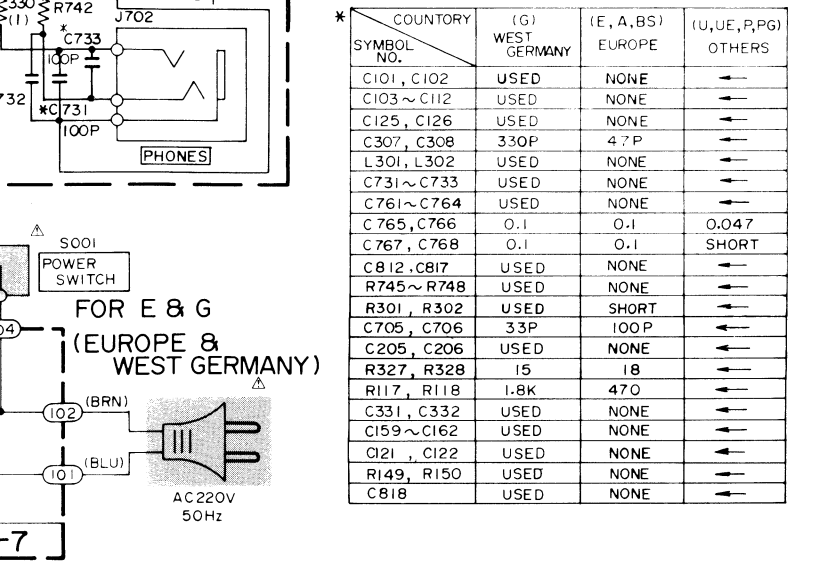 330
(1)
R742
J702
*
C733
100P
732
*C731
100P
PHONES
S001
POWER
SWITCH
FOR E & G
(EUROPE &
WEST GERMANY)
(BRN)
102
(BLU)
101
AC220V
50Hz
-7
* COUNTORY (G) (E, A, BS) (U, UE, P, PG)
SYMBOL NO. WEST GERMANY EUROPE OTHERS
C101, C102 USED NONE ←
C103~C112 USED NONE ←
C125, C126 USED NONE ←
C307, C308 330P 47P ←
L301, L302 USED NONE ←
C731~C733 USED NONE ←
C761~C764 USED NONE ←
C765, C766 0.1 0.1 0.047
C767, C768 0.1 0.1 SHORT
C812.C817 USED NONE ←
R745~R748 USED NONE ←
R301, R302 USED SHORT ←
C705, C706 33P 100P ←
C205, C206 USED NONE ←
R327, R328 15 18 ←
R117, R118 1.8K 470 ←
C331, C332 USED NONE ←
C159~C162 USED NONE ←
C121, C122 USED NONE ←
R149, R150 USED NONE ←
C818 USED NONE ←